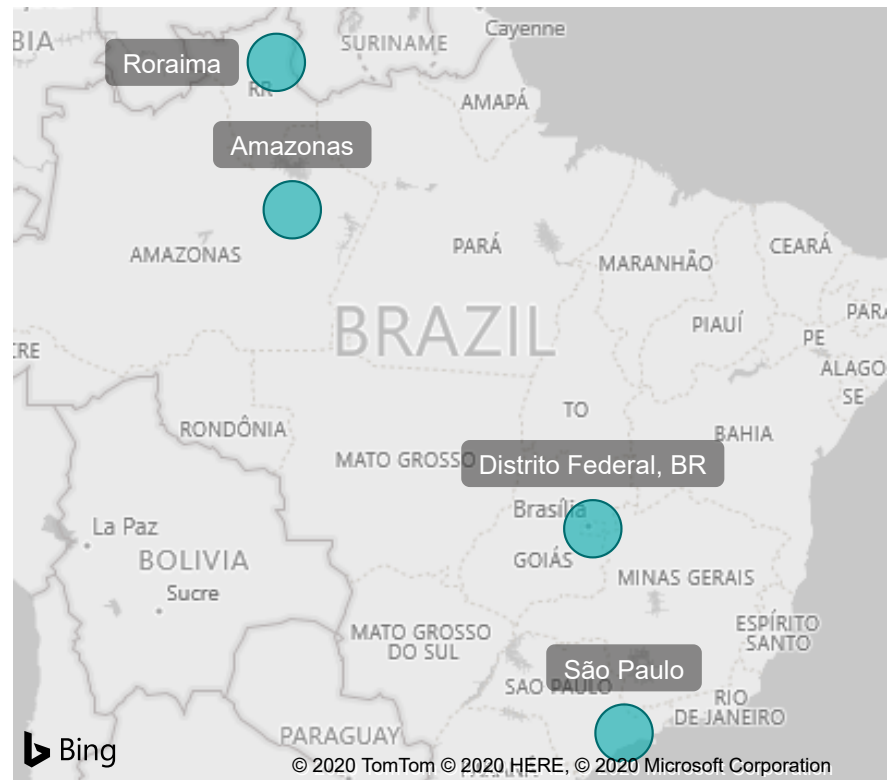 BIA
SURINAME
Cayenne
Roraima
RR
AMAPÁ
Amazonas
AMAZONAS
PARÁ
MARANHÃO
CEARÁ
BRAZIL
PIAUÍ
PARA
PE
CRE
ALAGO
SE
TO
RONDÔNIA
BAHIA
MATO GROSSO
Distrito Federal, BR
Brasília
La Paz
BOLIVIA
GOIÁS
MINAS GERAIS
Sucre
MATO GROSSO
DO SUL
ESPÍRITO
SANTO
São Paulo
SAO PAULO
RIO
DE JANEIRO
PARAGUAY
Bing
© 2020 TomTom © 2020 HERE, © 2020 Microsoft Corporation